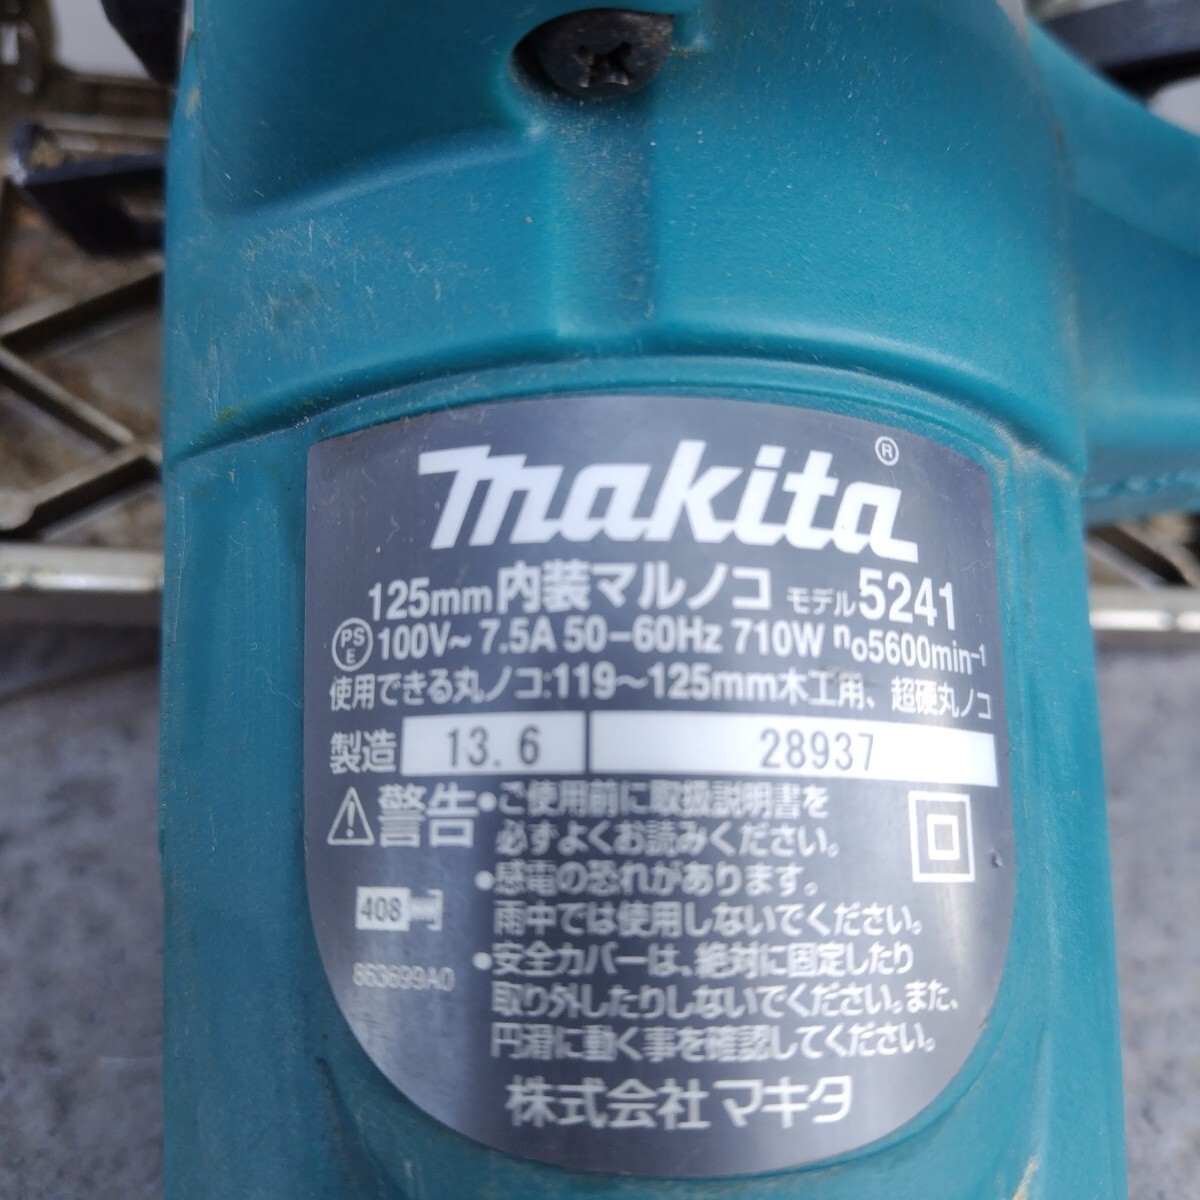 makita®
125mm内装マルノコ モデル5241
PSE 100V~ 7.5A 50-60Hz 710W n₀5600min⁻¹
使用できる丸ノコ:119～125mm木工用、超硬丸ノコ
製造 13.6 28937
⚠警告 •ご使用前に取扱説明書を
必ずよくお読みください。
•感電の恐れがあります。
雨中では使用しないでください。
408
•安全カバーは、絶対に固定したり
863699A0
取り外したりしないでください。また、
円滑に動く事を確認してください。
株式会社マキタ